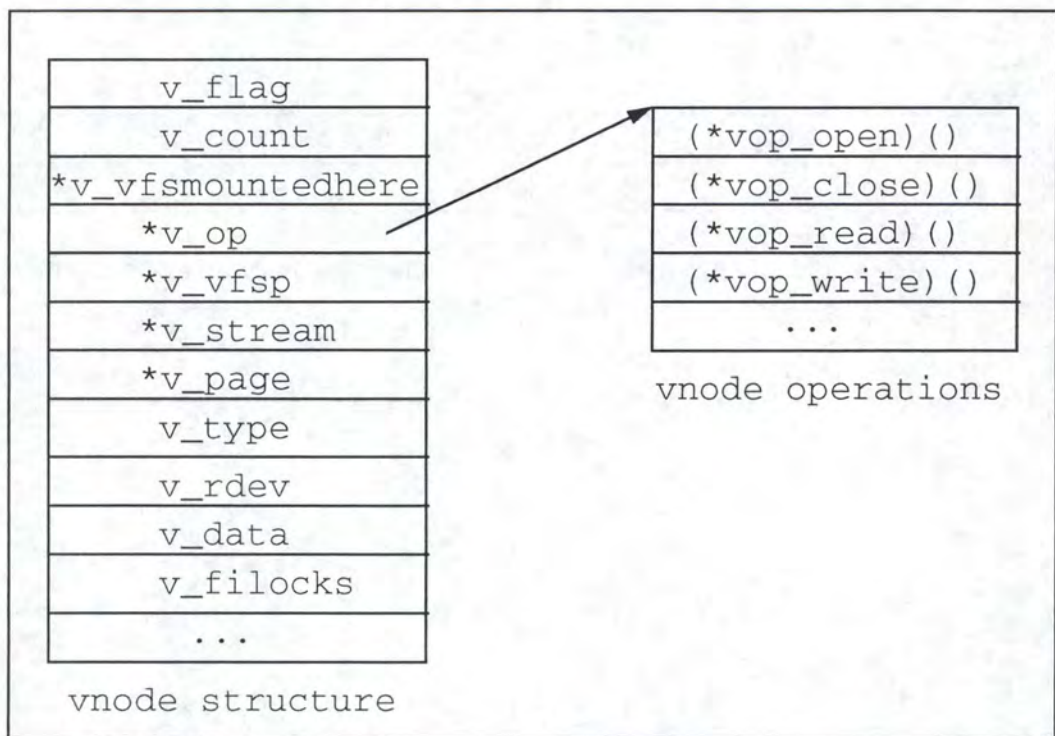 v_flag
v_count
*v_vfsmountedhere
*v_op
*v_vfsp
*v_stream
*v_page
v_type
v_rdev
v_data
v_filocks
...
vnode structure
(*vop_open)()
(*vop_close)()
(*vop_read)()
(*vop_write)()
...
vnode operations